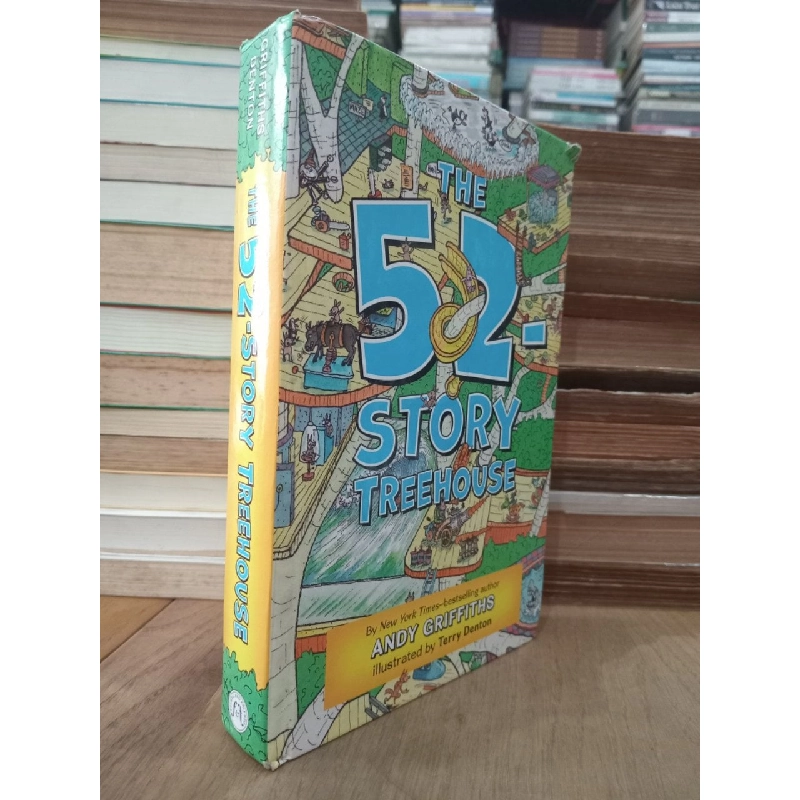 GRIFFITHS
DENTON
THE 52-STORY TREEHOUSE
THE
52-
STORY
TREEHOUSE
By New York Times–bestselling author
ANDY GRIFFITHS
illustrated by Terry Denton